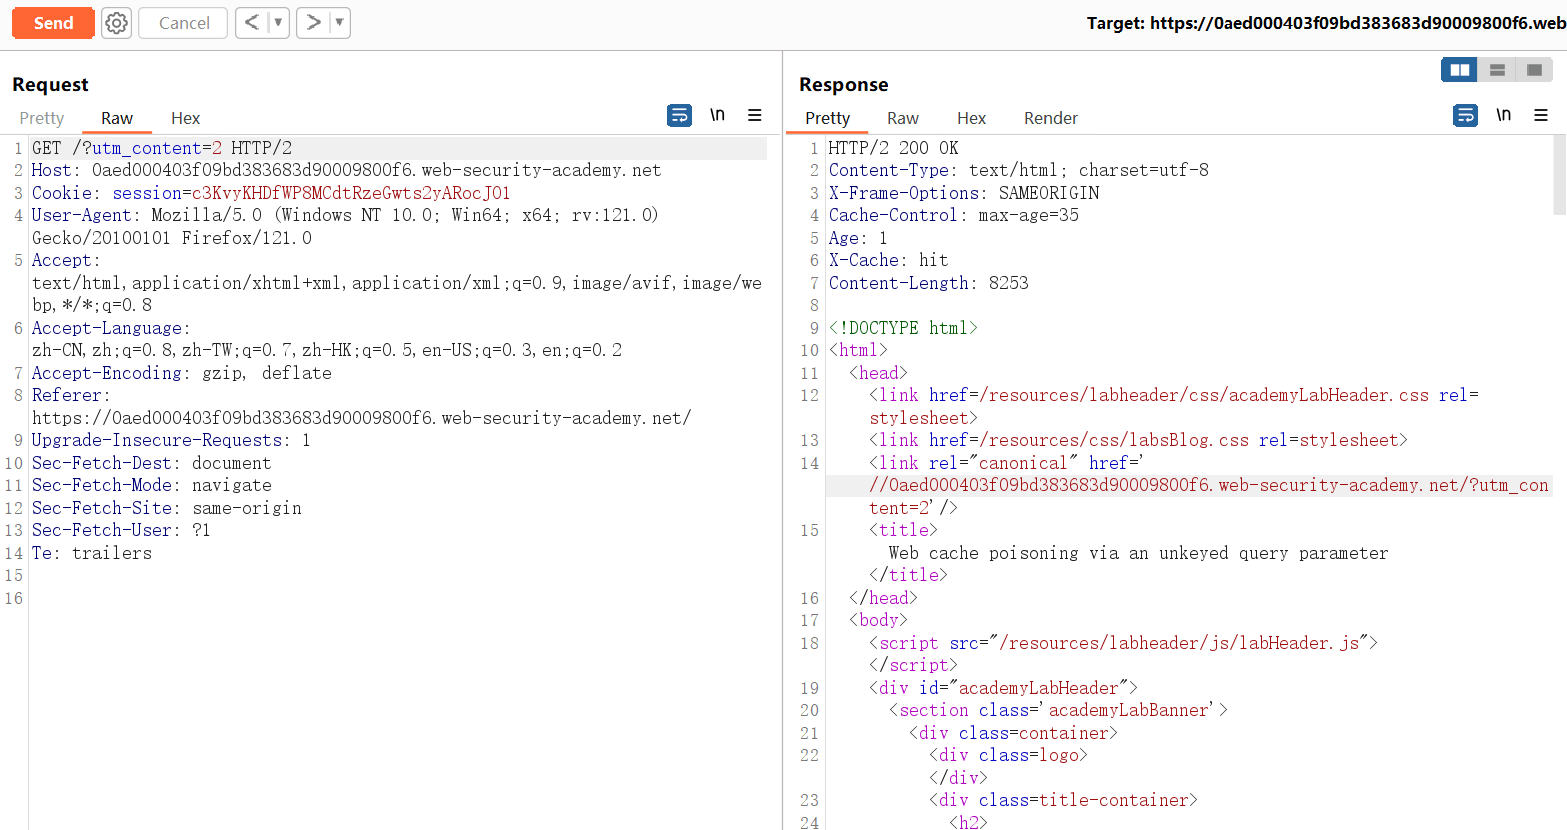 Send
Cancel
<
>
Target: https://0aed000403f09bd383683d90009800f6.web
Request
Pretty
Raw
Hex
\n
1 GET /?utm_content=2 HTTP/2
2 Host: 0aed000403f09bd383683d90009800f6.web-security-academy.net
3 Cookie: session=c3KvyKHDfWP8MCdtRzeGwts2yARocJ01
4 User-Agent: Mozilla/5.0 (Windows NT 10.0; Win64; x64; rv:121.0)
Gecko/20100101 Firefox/121.0
5 Accept:
text/html,application/xhtml+xml,application/xml;q=0.9,image/avif,image/we
bp,*/*;q=0.8
6 Accept-Language:
zh-CN,zh;q=0.8,zh-TW;q=0.7,zh-HK;q=0.5,en-US;q=0.3,en;q=0.2
7 Accept-Encoding: gzip, deflate
8 Referer:
https://0aed000403f09bd383683d90009800f6.web-security-academy.net/
9 Upgrade-Insecure-Requests: 1
10 Sec-Fetch-Dest: document
11 Sec-Fetch-Mode: navigate
12 Sec-Fetch-Site: same-origin
13 Sec-Fetch-User: ?1
14 Te: trailers
15
16
Response
Pretty
Raw
Hex
Render
\n
1 HTTP/2 200 OK
2 Content-Type: text/html; charset=utf-8
3 X-Frame-Options: SAMEORIGIN
4 Cache-Control: max-age=35
5 Age: 1
6 X-Cache: hit
7 Content-Length: 8253
8
9 <!DOCTYPE html>
10 <html>
11 <head>
12 <link href=/resources/labheader/css/academyLabHeader.css rel=
stylesheet>
13 <link href=/resources/css/labsBlog.css rel=stylesheet>
14 <link rel="canonical" href='
//0aed000403f09bd383683d90009800f6.web-security-academy.net/?utm_con
tent=2'/>
15 <title>
Web cache poisoning via an unkeyed query parameter
</title>
16 </head>
17 <body>
18 <script src="/resources/labheader/js/labHeader.js">
</script>
19 <div id="academyLabHeader">
20 <section class='academyLabBanner'>
21 <div class=container>
22 <div class=logo>
</div>
23 <div class=title-container>
24 <h2>